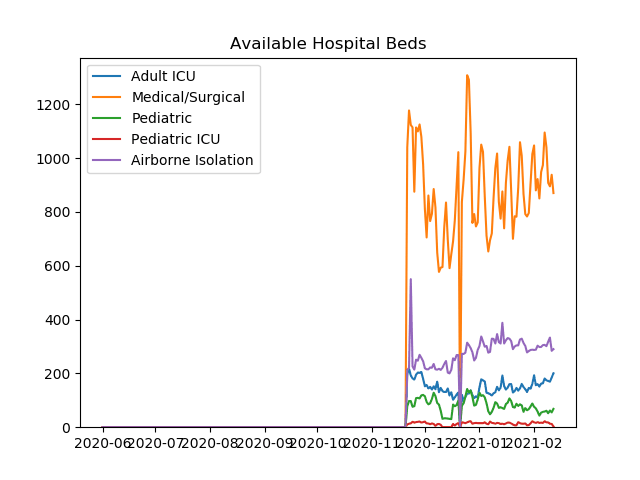 Available Hospital Beds
Adult ICU
Medical/Surgical
Pediatric
Pediatric ICU
Airborne Isolation
1200
1000
800
600
400
200
0
2020-06 2020-07 2020-08 2020-09 2020-10 2020-11 2020-12 2021-01 2021-02